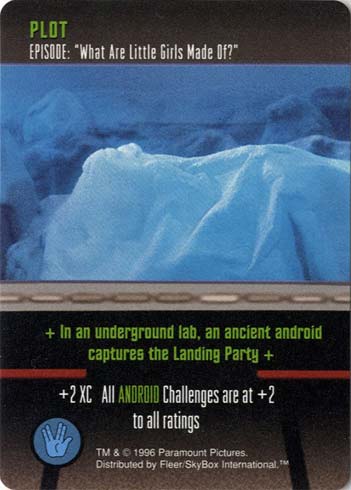 PLOT
EPISODE: "What Are Little Girls Made Of?"
+ In an underground lab, an ancient android
captures the Landing Party +
+2 XC All ANDROID Challenges are at +2
to all ratings
TM & © 1996 Paramount Pictures.
Distributed by Fleer/SkyBox International.™